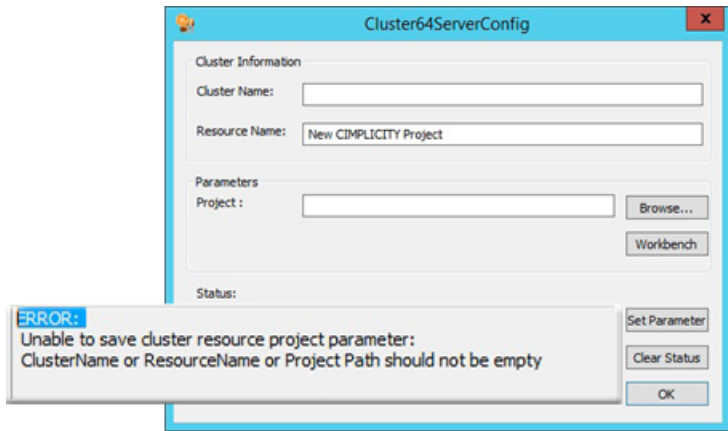 Cluster64ServerConfig
x
Cluster Information
Cluster Name:
Resource Name:
New CIMPLICITY Project
Parameters
Project :
Browse...
Workbench
Status:
ERROR:
Unable to save cluster resource project parameter:
ClusterName or ResourceName or Project Path should not be empty
Set Parameter
Clear Status
OK